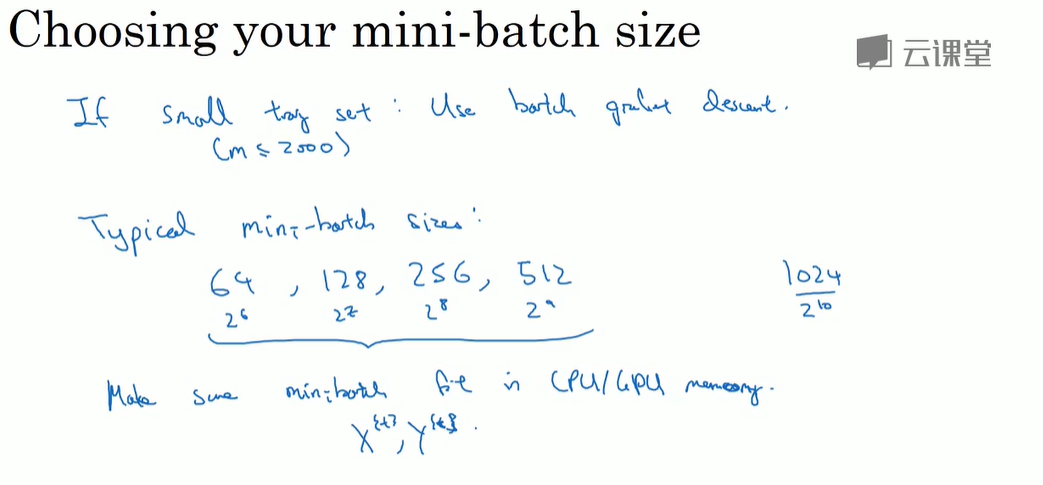 Choosing your mini-batch size
云课堂
If small trag set : Use batch gradient descent.
(m ≤ 2000)
Typical mini-batch sizes:
64 , 128, 256, 512
2^6 2^7 2^8 2^9
1024
2^10
Make sure mini-batch fit in CPU/GPU memory.
X^{t}, Y^{t}.